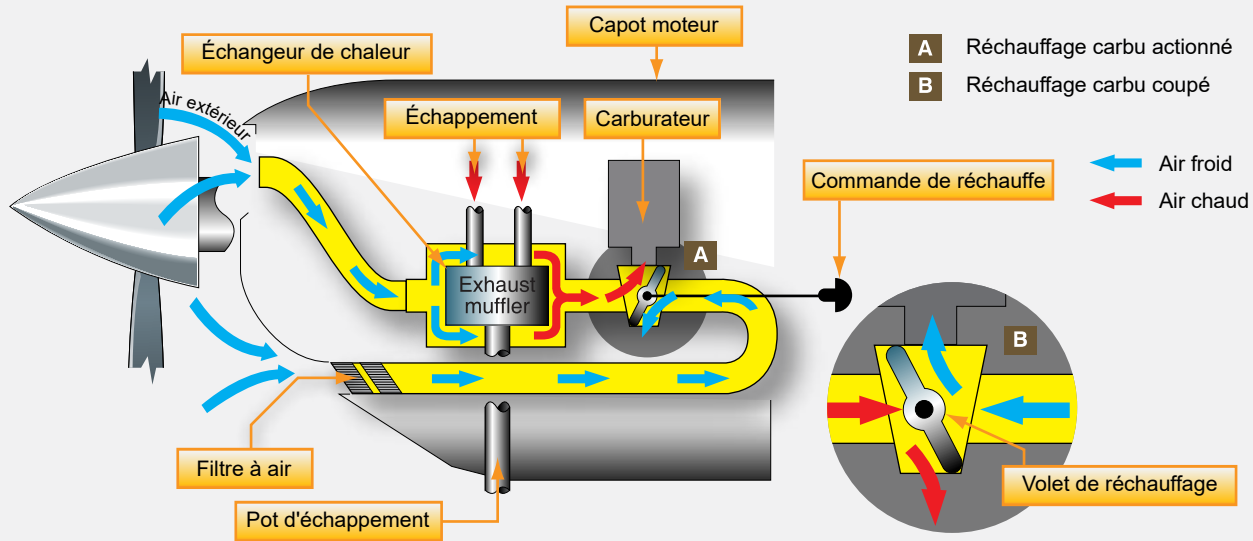 Capot moteur
Échangeur de chaleur
A Réchauffage carbu actionné
B Réchauffage carbu coupé
Air extérieur
Échappement
Carburateur
Air froid
Commande de réchauffe
Air chaud
A
Exhaust
muffler
B
Filtre à air
Volet de réchauffage
Pot d'échappement